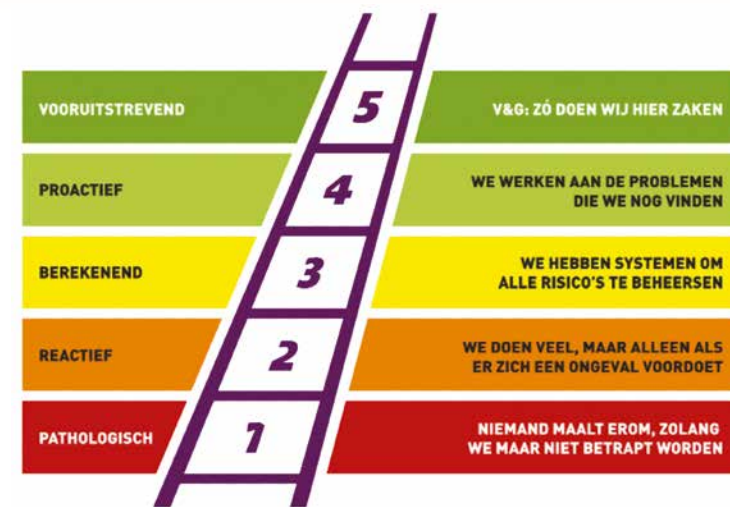 VOORUITSTREVEND
5
V&G: ZÓ DOEN WIJ HIER ZAKEN
PROACTIEF
4
WE WERKEN AAN DE PROBLEMEN
DIE WE NOG VINDEN
BEREKENEND
3
WE HEBBEN SYSTEMEN OM
ALLE RISICO'S TE BEHEERSEN
REACTIEF
2
WE DOEN VEEL, MAAR ALLEEN ALS
ER ZICH EEN ONGEVAL VOORDOET
PATHOLOGISCH
1
NIEMAND MAALT EROM, ZOLANG
WE MAAR NIET BETRAPT WORDEN